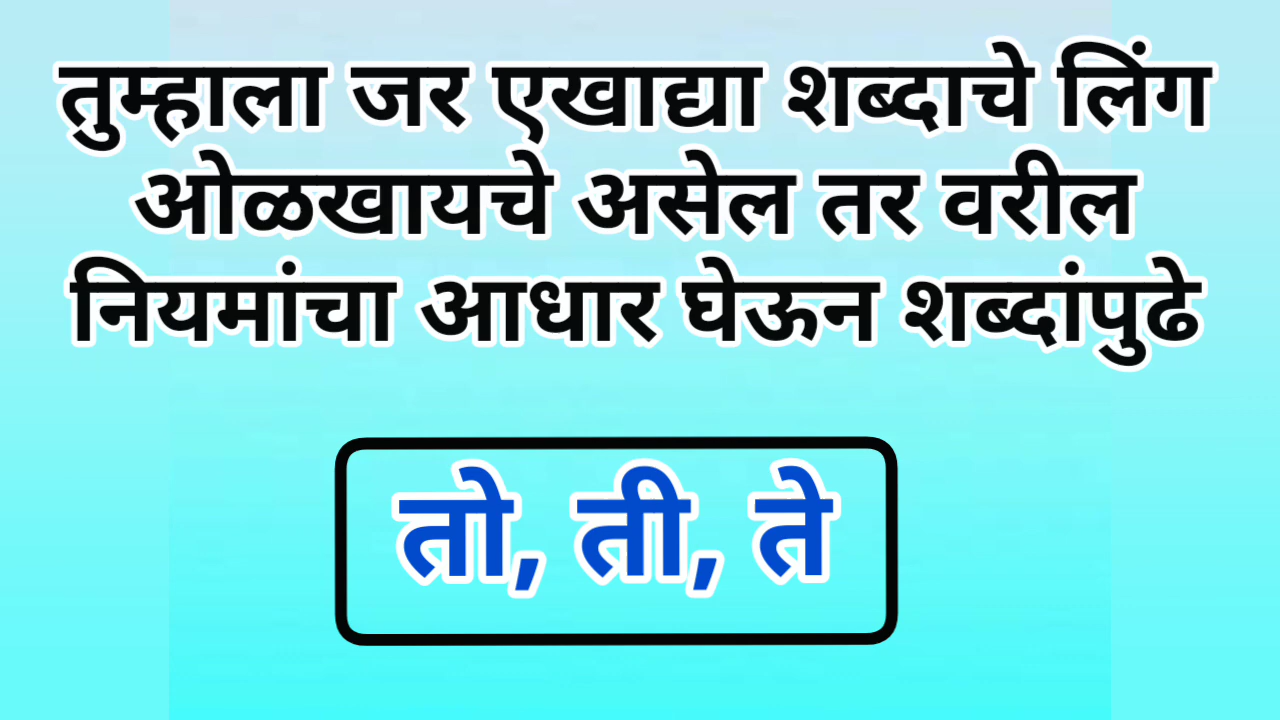 तुम्हाला जर एखाद्या शब्दाचे लिंग
ओळखायचे असेल तर वरील
नियमांचा आधार घेऊन शब्दांपुढे
तो, ती, ते